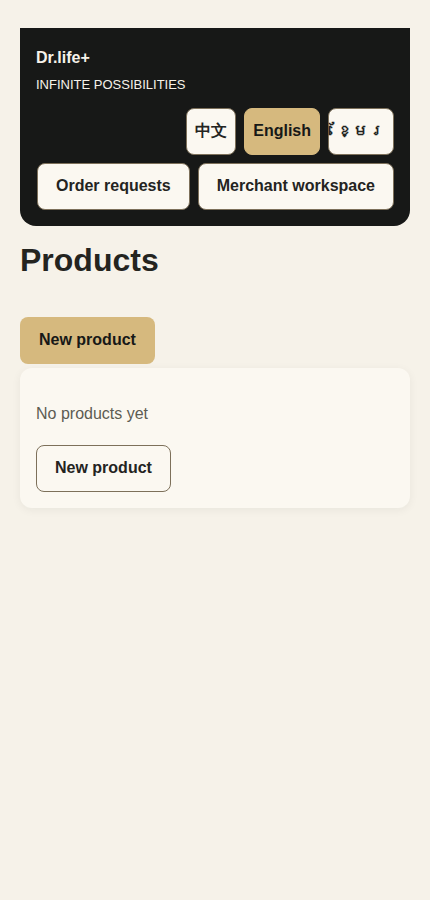 Dr.life+
INFINITE POSSIBILITIES
中文 English ខ្មែរ
Order requests Merchant workspace
Products
New product
No products yet
New product